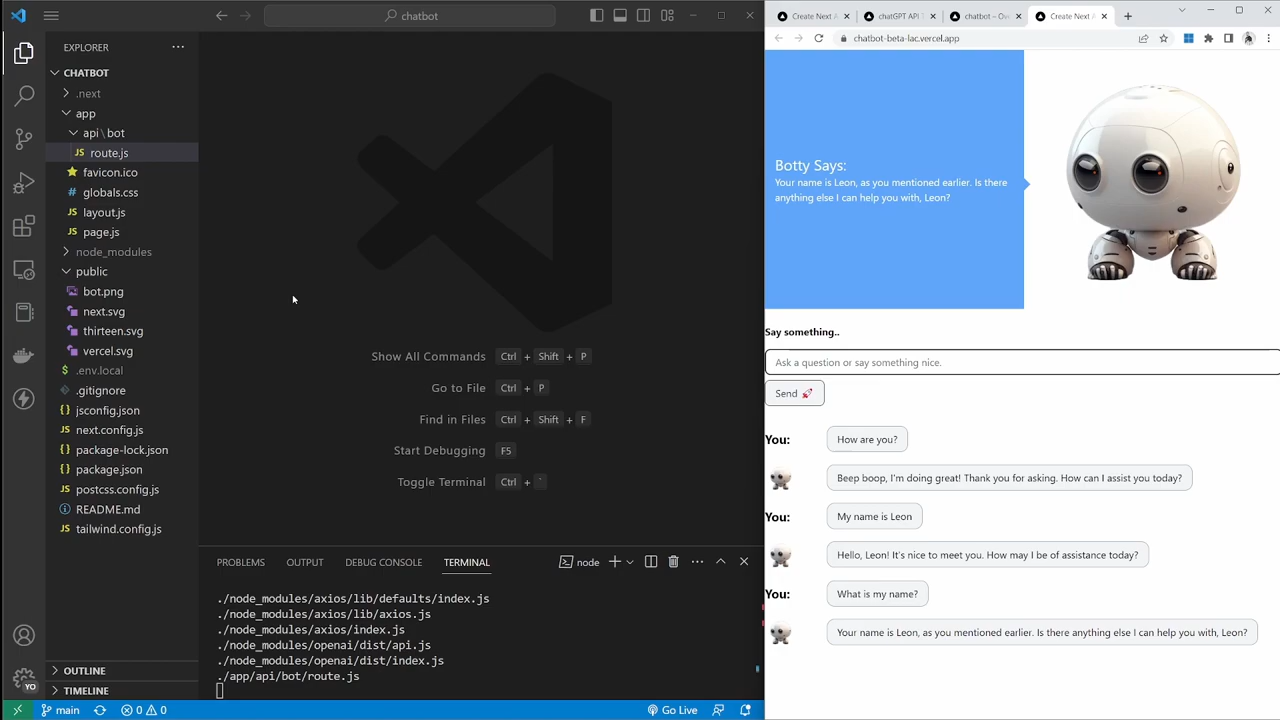 chatbot
EXPLORER
CHATBOT
.next
app
api\bot
JS route.js
favicon.ico
# globals.css
JS layout.js
JS page.js
node_modules
public
bot.png
next.svg
thirteen.svg
vercel.svg
$ .env.local
.gitignore
{} jsconfig.json
JS next.config.js
{} package-lock.json
{} package.json
JS postcss.config.js
README.md
JS tailwind.config.js
OUTLINE
TIMELINE
YO
Show All Commands Ctrl + Shift + P
Go to File Ctrl + P
Find in Files Ctrl + Shift + F
Start Debugging F5
Toggle Terminal Ctrl + `
PROBLEMS OUTPUT DEBUG CONSOLE TERMINAL node
./node_modules/axios/lib/defaults/index.js
./node_modules/axios/lib/axios.js
./node_modules/axios/index.js
./node_modules/openai/dist/api.js
./node_modules/openai/dist/index.js
./app/api/bot/route.js
main 0 0 Go Live
Create Next A chatGPT API T chatbot – Ov Create Next A
chatbot-beta-lac.vercel.app
Botty Says:
Your name is Leon, as you mentioned earlier. Is there
anything else I can help you with, Leon?
Say something..
Ask a question or say something nice.
Send 🚀
You: How are you?
Beep boop, I'm doing great! Thank you for asking. How can I assist you today?
You: My name is Leon
Hello, Leon! It's nice to meet you. How may I be of assistance today?
You: What is my name?
Your name is Leon, as you mentioned earlier. Is there anything else I can help you with, Leon?